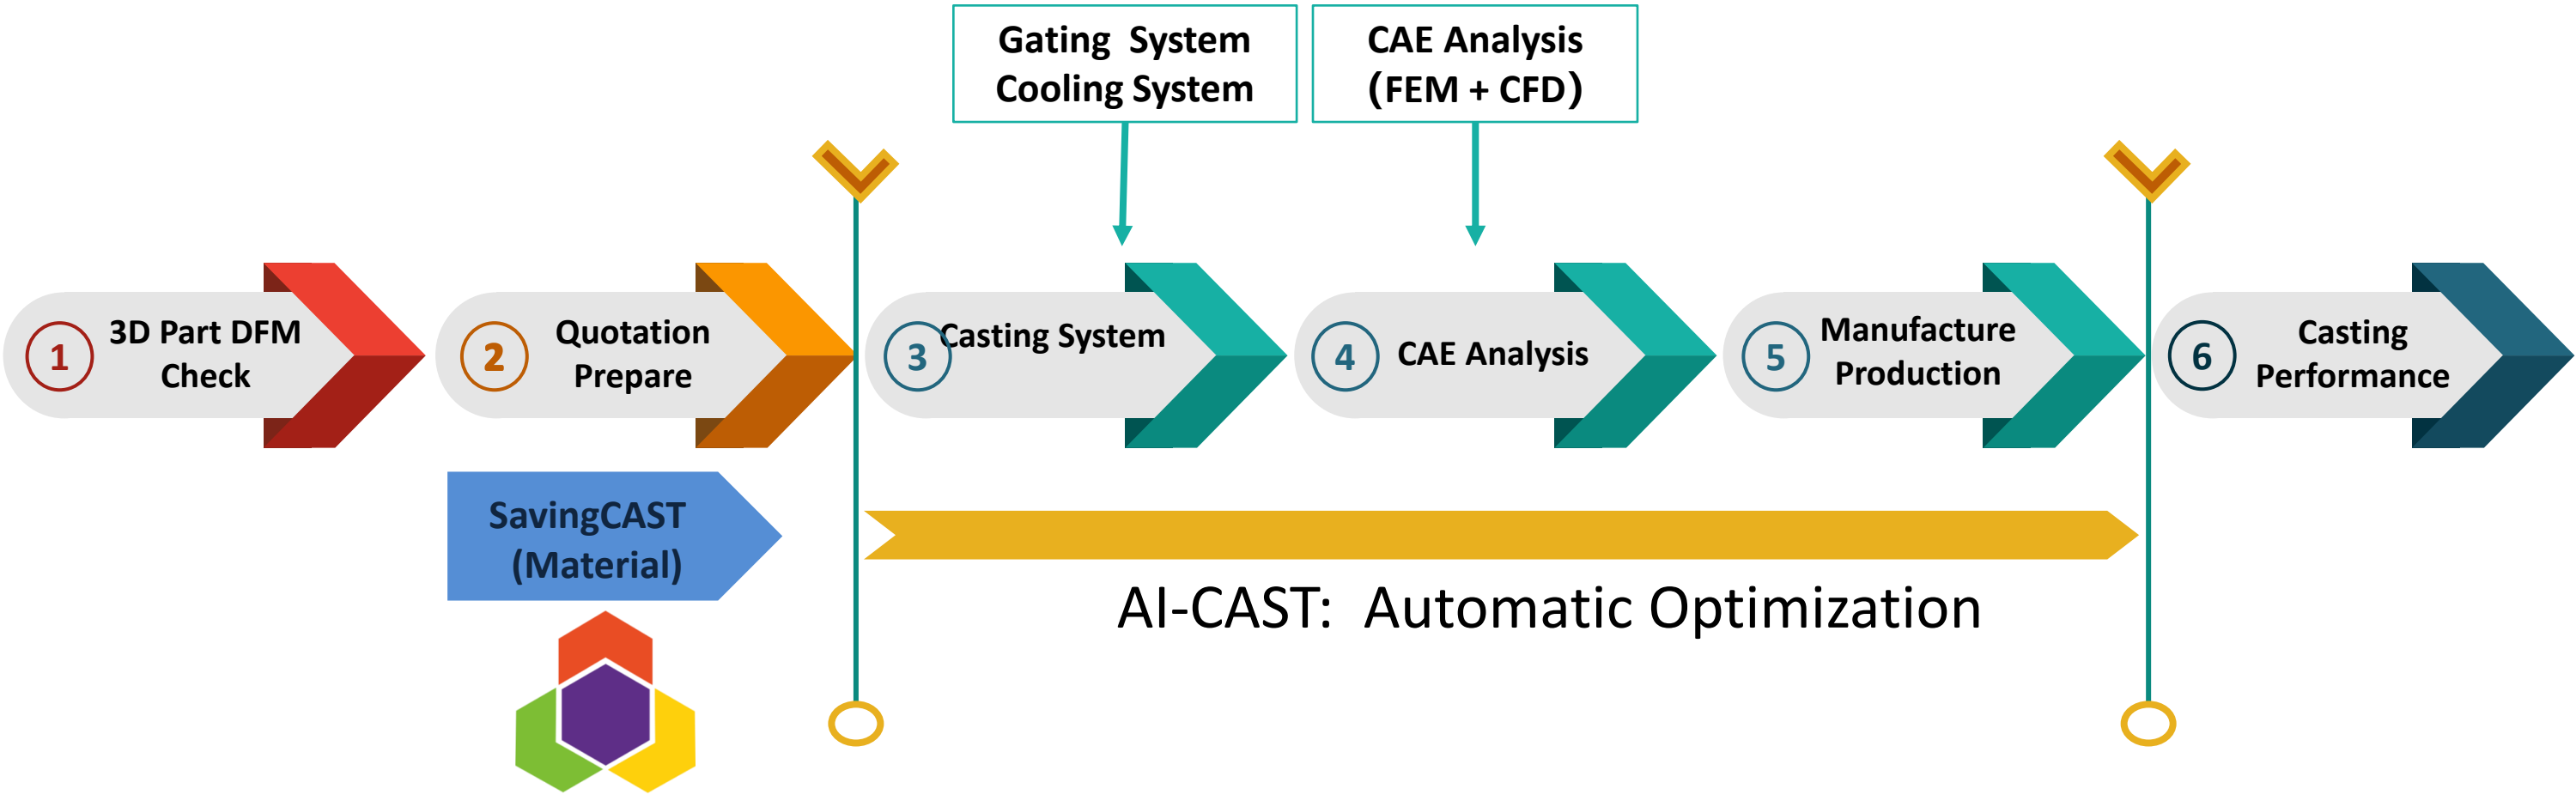 Gating System
Cooling System
CAE Analysis
(FEM + CFD)
1
3D Part DFM
Check
2
Quotation
Prepare
3
Casting System
4
CAE Analysis
5
Manufacture
Production
6
Casting
Performance
SavingCAST
(Material)
AI-CAST: Automatic Optimization